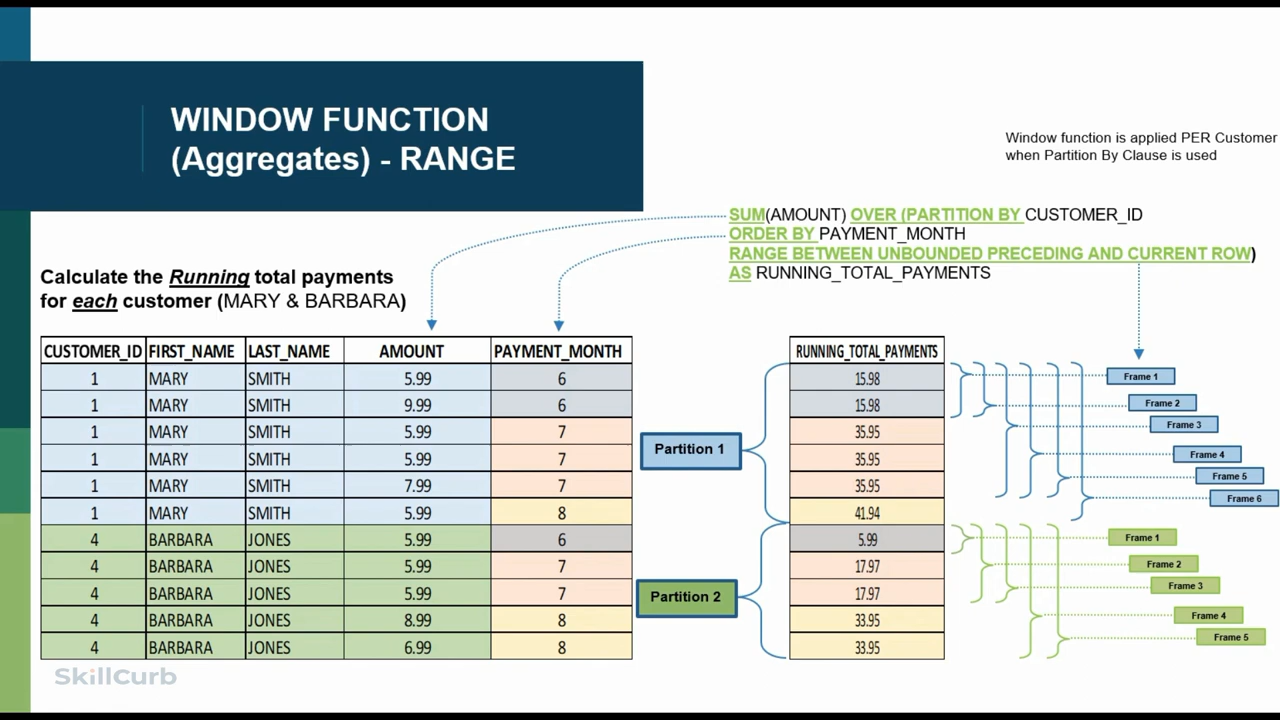 WINDOW FUNCTION
(Aggregates) - RANGE
Window function is applied PER Customer
when Partition By Clause is used
SUM(AMOUNT) OVER (PARTITION BY CUSTOMER_ID
ORDER BY PAYMENT_MONTH
RANGE BETWEEN UNBOUNDED PRECEDING AND CURRENT ROW)
AS RUNNING_TOTAL_PAYMENTS
Calculate the Running total payments
for each customer (MARY & BARBARA)
CUSTOMER_ID FIRST_NAME LAST_NAME AMOUNT PAYMENT_MONTH
1 MARY SMITH 5.99 6
1 MARY SMITH 9.99 6
1 MARY SMITH 5.99 7
1 MARY SMITH 5.99 7
1 MARY SMITH 7.99 7
1 MARY SMITH 5.99 8
4 BARBARA JONES 5.99 6
4 BARBARA JONES 5.99 7
4 BARBARA JONES 5.99 7
4 BARBARA JONES 8.99 8
4 BARBARA JONES 6.99 8
Partition 1
Partition 2
RUNNING_TOTAL_PAYMENTS
15.98
15.98
35.95
35.95
35.95
41.94
5.99
17.97
17.97
33.95
33.95
Frame 1
Frame 2
Frame 3
Frame 4
Frame 5
Frame 6
Frame 1
Frame 2
Frame 3
Frame 4
Frame 5
SkillCurb